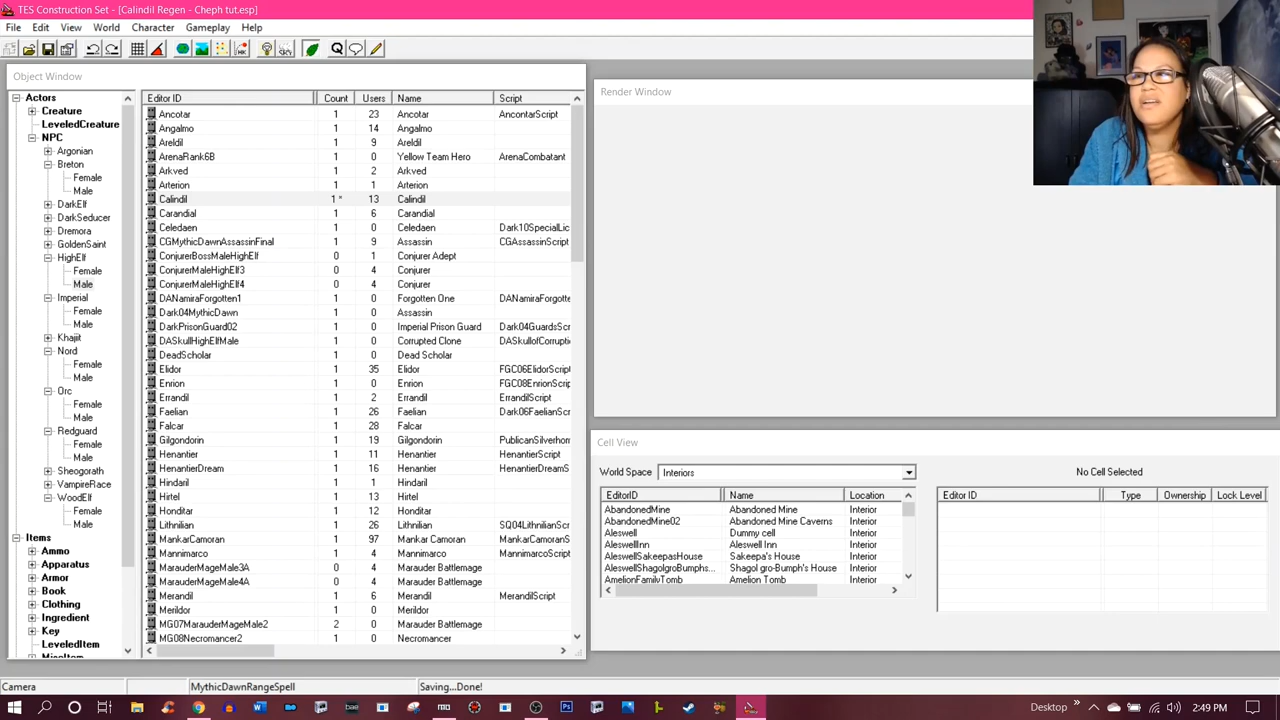 TES Construction Set - [Calindil Regen - Cheph tut.esp]
File Edit View World Character Gameplay Help
Object Window
Actors
Creature
LeveledCreature
NPC
Argonian
Breton
Female
Male
DarkElf
DarkSeducer
Dremora
GoldenSaint
HighElf
Female
Male
Imperial
Female
Male
Khajiit
Nord
Female
Male
Orc
Female
Male
Redguard
Female
Male
Sheogorath
VampireRace
WoodElf
Female
Male
Items
Ammo
Apparatus
Armor
Book
Clothing
Ingredient
Key
LeveledItem
MiscItem
Editor ID Count Users Name Script
Ancotar 1 23 Ancotar AncontarScript
Angalmo 1 14 Angalmo
Areldil 1 9 Areldil
ArenaRank6B 1 0 Yellow Team Hero ArenaCombatant
Arkved 1 2 Arkved
Arterion 1 1 Arterion
Calindil 1 * 13 Calindil
Carandial 1 6 Carandial
Celedaen 1 0 Celedaen Dark10SpecialLic
CGMythicDawnAssassinFinal 1 9 Assassin CGAssassinScript
ConjurerBossMaleHighElf 0 1 Conjurer Adept
ConjurerMaleHighElf3 0 4 Conjurer
ConjurerMaleHighElf4 0 4 Conjurer
DANamiraForgotten1 1 0 Forgotten One DANamiraForgotte
Dark04MythicDawn 1 0 Assassin
DarkPrisonGuard02 1 0 Imperial Prison Guard Dark04GuardsScr
DASkullHighElfMale 1 0 Corrupted Clone DASkullofCorrupti
DeadScholar 1 0 Dead Scholar
Elidor 1 35 Elidor FGC06ElidorScript
Enrion 1 0 Enrion FGC08EnrionScrip
Errandil 1 2 Errandil ErrandilScript
Faelian 1 26 Faelian Dark06FaelianScr
Falcar 1 28 Falcar
Gilgondorin 1 19 Gilgondorin PublicanSilverhom
Henantier 1 11 Henantier HenantierScript
HenantierDream 1 16 Henantier HenantierDreamS
Hindaril 1 1 Hindaril
Hirtel 1 13 Hirtel
Honditar 1 12 Honditar
Lithnilian 1 26 Lithnilian SQ04LithnilianScr
MankarCamoran 1 97 Mankar Camoran
Mannimarco 1 4 Mannimarco MannimarcoScript
MarauderMageMale3A 0 4 Marauder Battlemage
MarauderMageMale4A 0 4 Marauder Battlemage
Merandil 1 6 Merandil MerandilScript
Merildor 1 0 Merildor
MG07MarauderMageMale2 2 0 Marauder Battlemage
MG08Necromancer2 1 0 Necromancer
Render Window
Cell View
World Space Interiors No Cell Selected
EditorID Name Location
AbandonedMine Abandoned Mine Interior
AbandonedMine02 Abandoned Mine Caverns Interior
Aleswell Dummy cell Interior
AleswellInn Aleswell Inn Interior
AleswellSakeepasHouse Sakeepa's House Interior
AleswellShagolgroBumphs... Shagol gro-Bumph's House Interior
AmelionFamilyTomb Amelion Tomb Interior
Editor ID Type Ownership Lock Level
Camera MythicDawnRangeSpell Saving...Done!
Desktop 2:49 PM